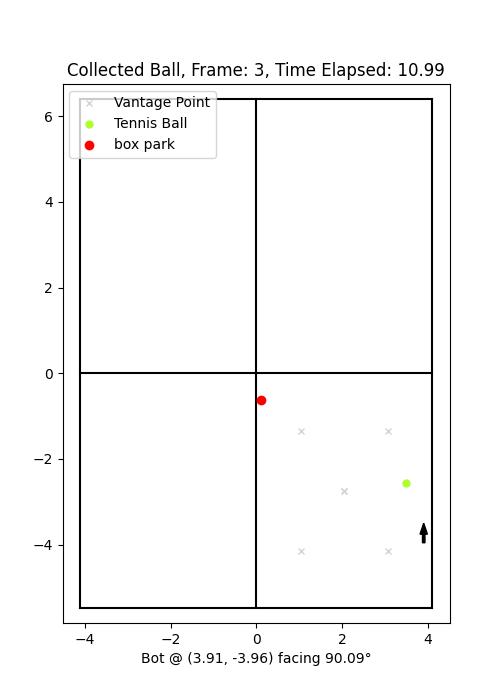 Collected Ball, Frame: 3, Time Elapsed: 10.99
Vantage Point
Tennis Ball
box park
6
4
2
0
−2
−4
−4
−2
0
2
4
Bot @ (3.91, -3.96) facing 90.09°